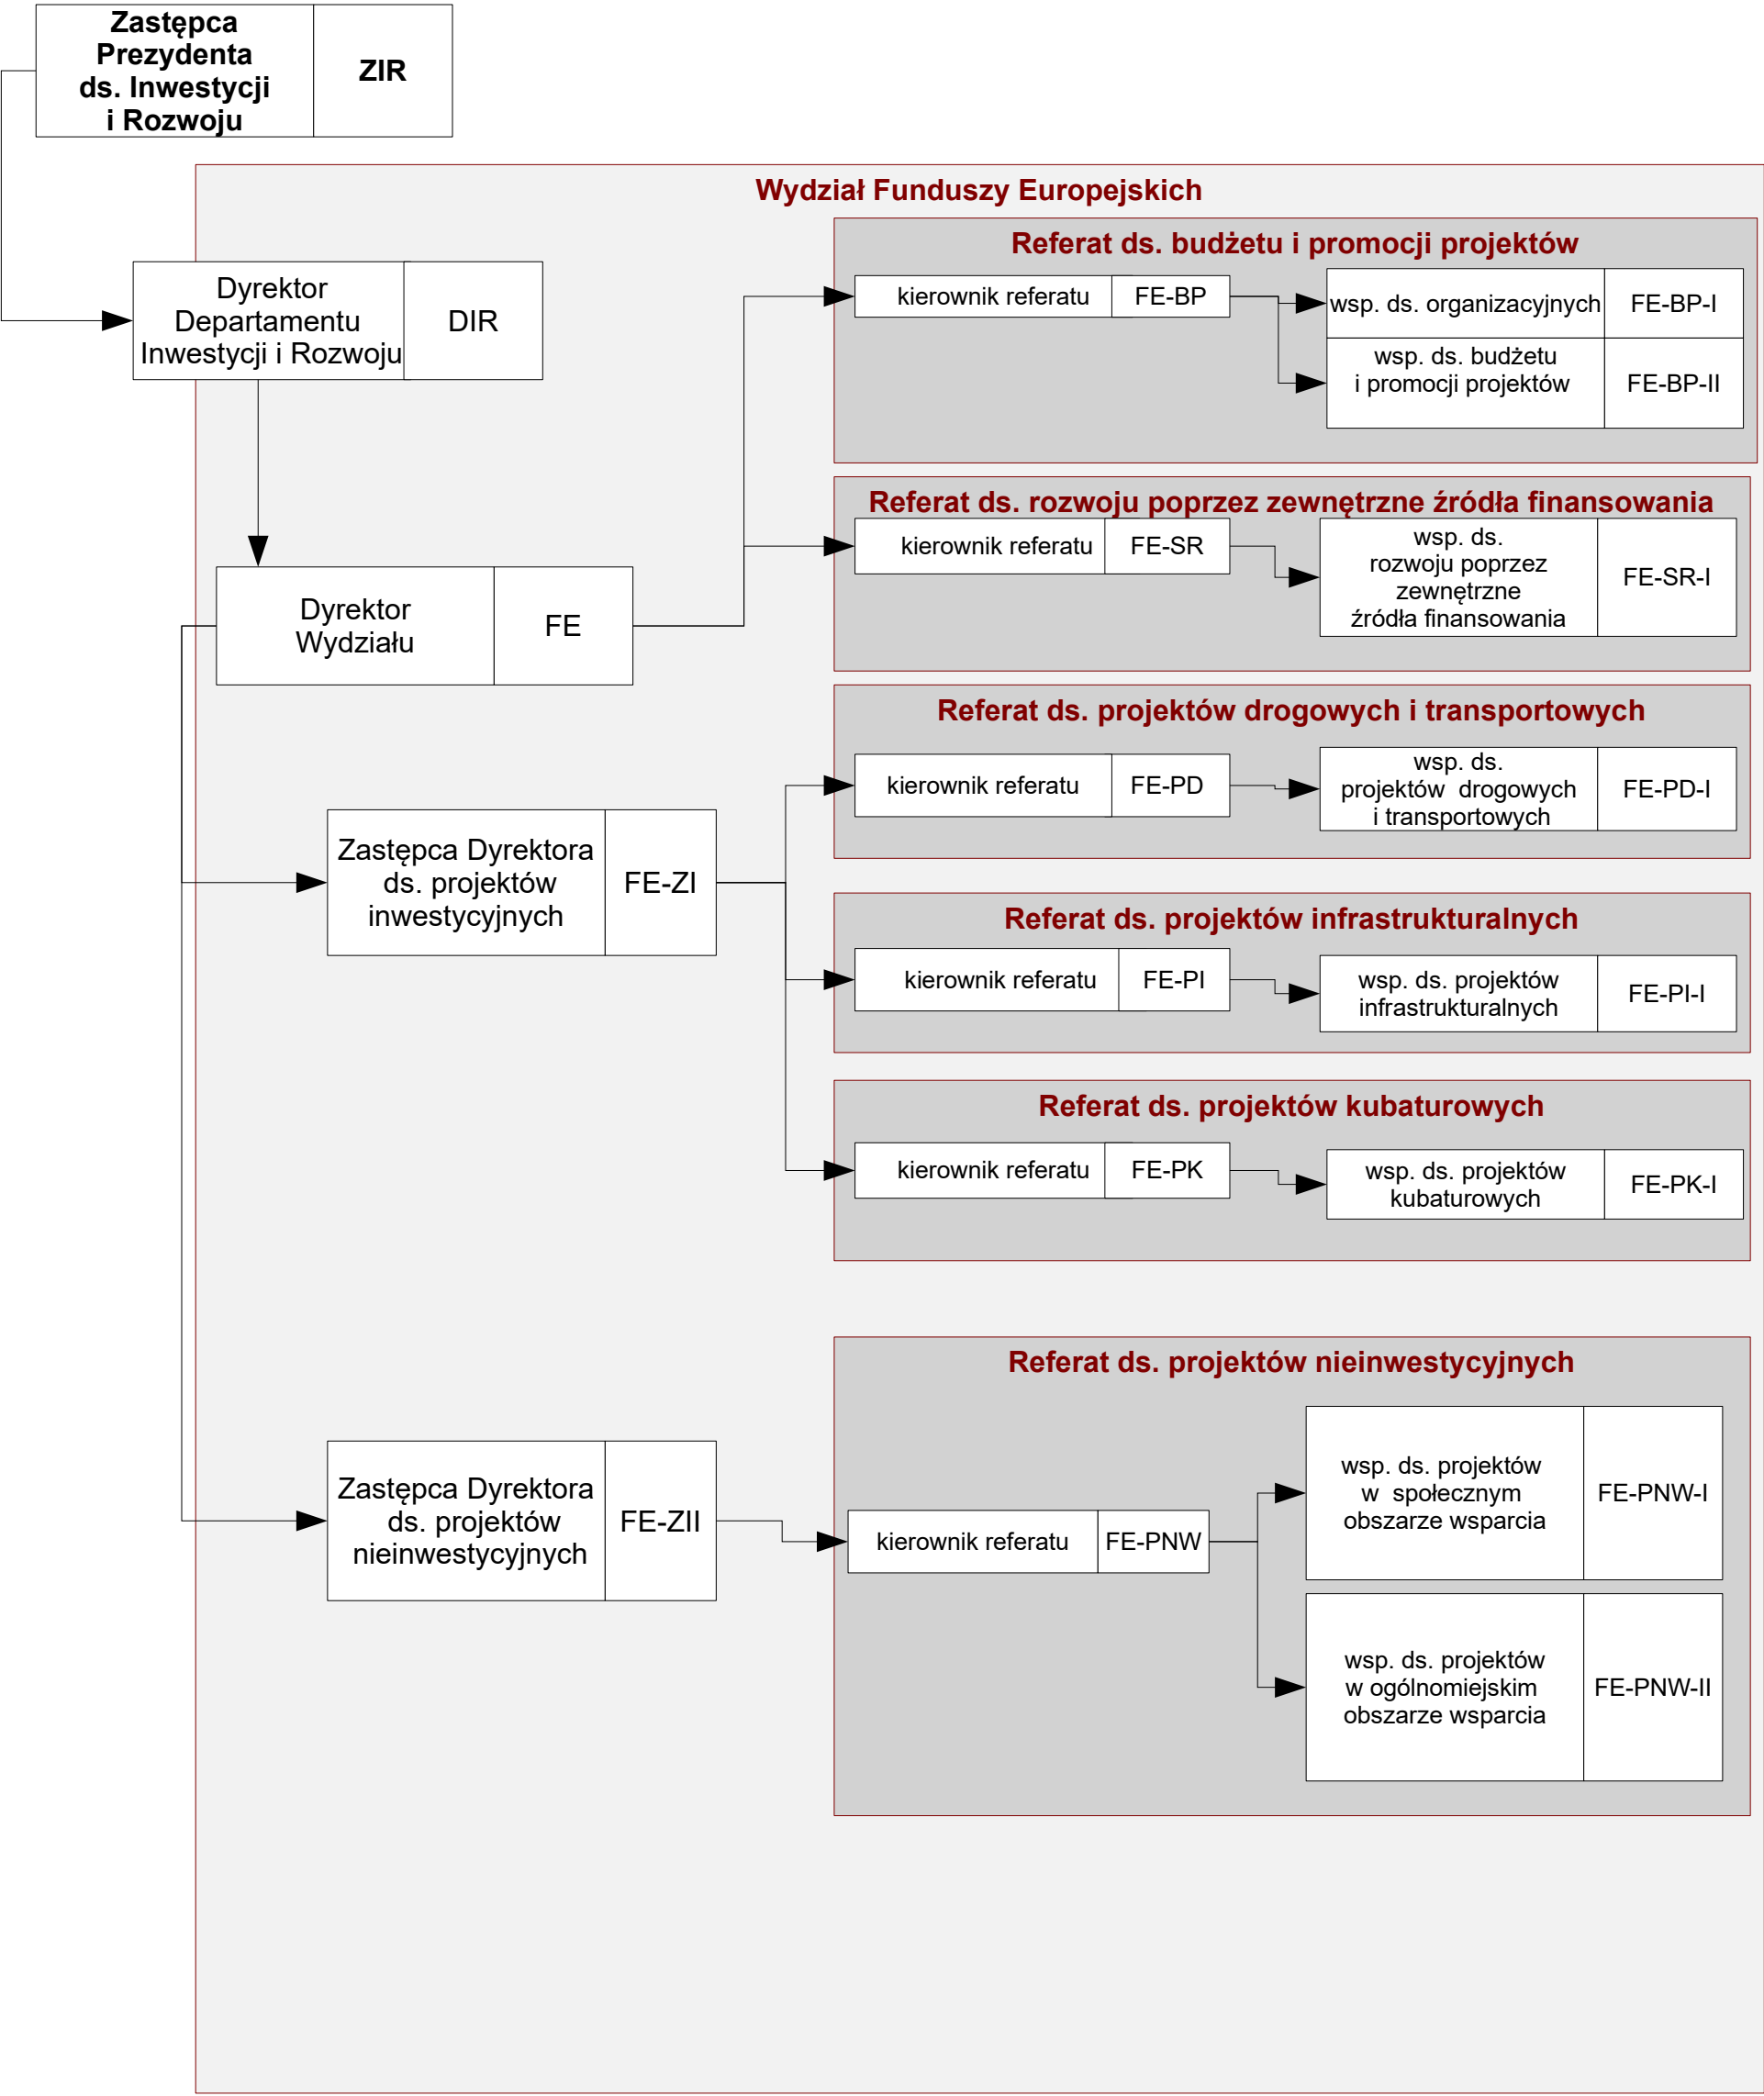 Zastępca
Prezydenta
ds. Inwestycji
i Rozwoju
ZIR
Wydział Funduszy Europejskich
Dyrektor
Departamentu
Inwestycji i Rozwoju
DIR
Referat ds. budżetu i promocji projektów
kierownik referatu
FE-BP
wsp. ds. organizacyjnych
FE-BP-I
wsp. ds. budżetu
i promocji projektów
FE-BP-II
Referat ds. rozwoju poprzez zewnętrzne źródła finansowania
kierownik referatu
FE-SR
wsp. ds.
rozwoju poprzez
zewnętrzne
źródła finansowania
FE-SR-I
Dyrektor
Wydziału
FE
Referat ds. projektów drogowych i transportowych
kierownik referatu
FE-PD
wsp. ds.
projektów  drogowych
i transportowych
FE-PD-I
Zastępca Dyrektora
ds. projektów
inwestycyjnych
FE-ZI
Referat ds. projektów infrastrukturalnych
kierownik referatu
FE-PI
wsp. ds. projektów
infrastrukturalnych
FE-PI-I
Referat ds. projektów kubaturowych
kierownik referatu
FE-PK
wsp. ds. projektów
kubaturowych
FE-PK-I
Referat ds. projektów nieinwestycyjnych
Zastępca Dyrektora
ds. projektów
nieinwestycyjnych
FE-ZII
kierownik referatu
FE-PNW
wsp. ds. projektów
w  społecznym
obszarze wsparcia
FE-PNW-I
wsp. ds. projektów
w ogólnomiejskim
obszarze wsparcia
FE-PNW-II